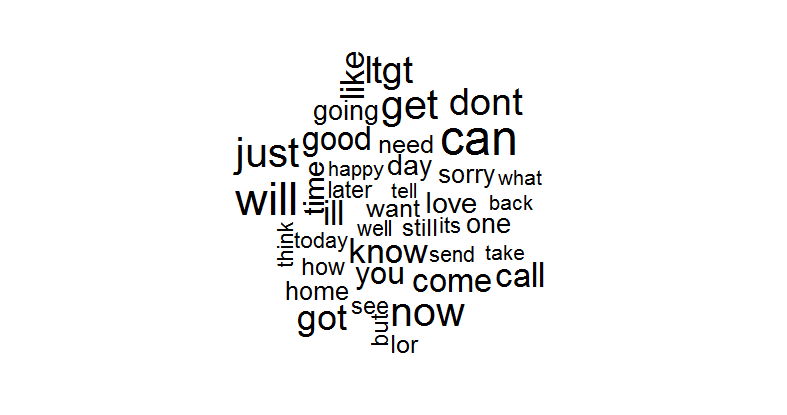 like
ltgt
going
get
dont
just
good
need
can
time
happy
day
sorry
what
later
tell
will
ill
want
love
back
well
still
its
one
think
today
know
send
take
how
you
come
call
home
see
got
but
now
lor